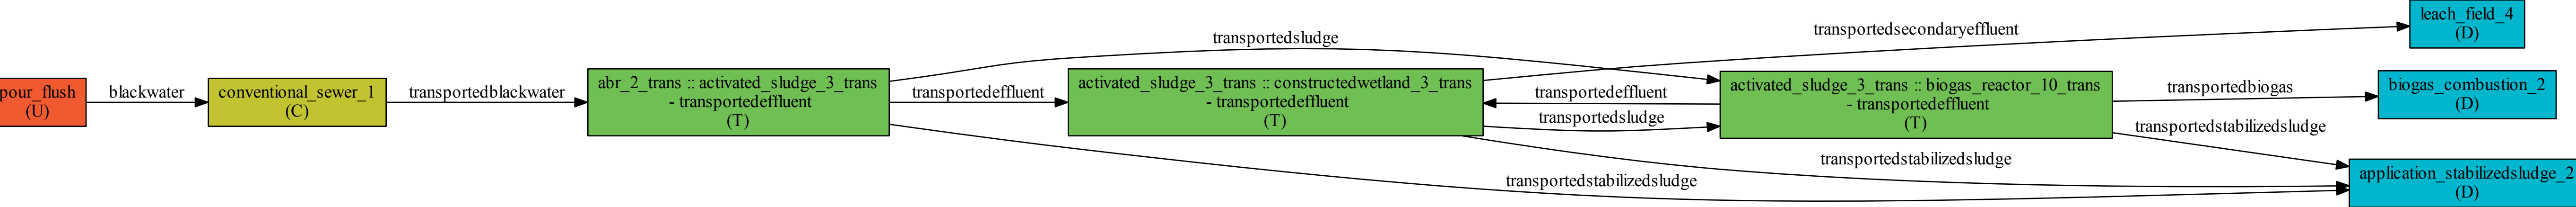 pour_flush
(U)
blackwater
conventional_sewer_1
(C)
transportedblackwater
abr_2_trans :: activated_sludge_3_trans
- transportedeffluent
(T)
transportedsludge
transportedeffluent
activated_sludge_3_trans :: constructedwetland_3_trans
- transportedeffluent
(T)
transportedeffluent
transportedsludge
transportedstabilizedsludge
transportedsecondaryeffluent
activated_sludge_3_trans :: biogas_reactor_10_trans
- transportedeffluent
(T)
transportedstabilizedsludge
transportedbiogas
transportedstabilizedsludge
leach_field_4
(D)
biogas_combustion_2
(D)
application_stabilizedsludge_2
(D)